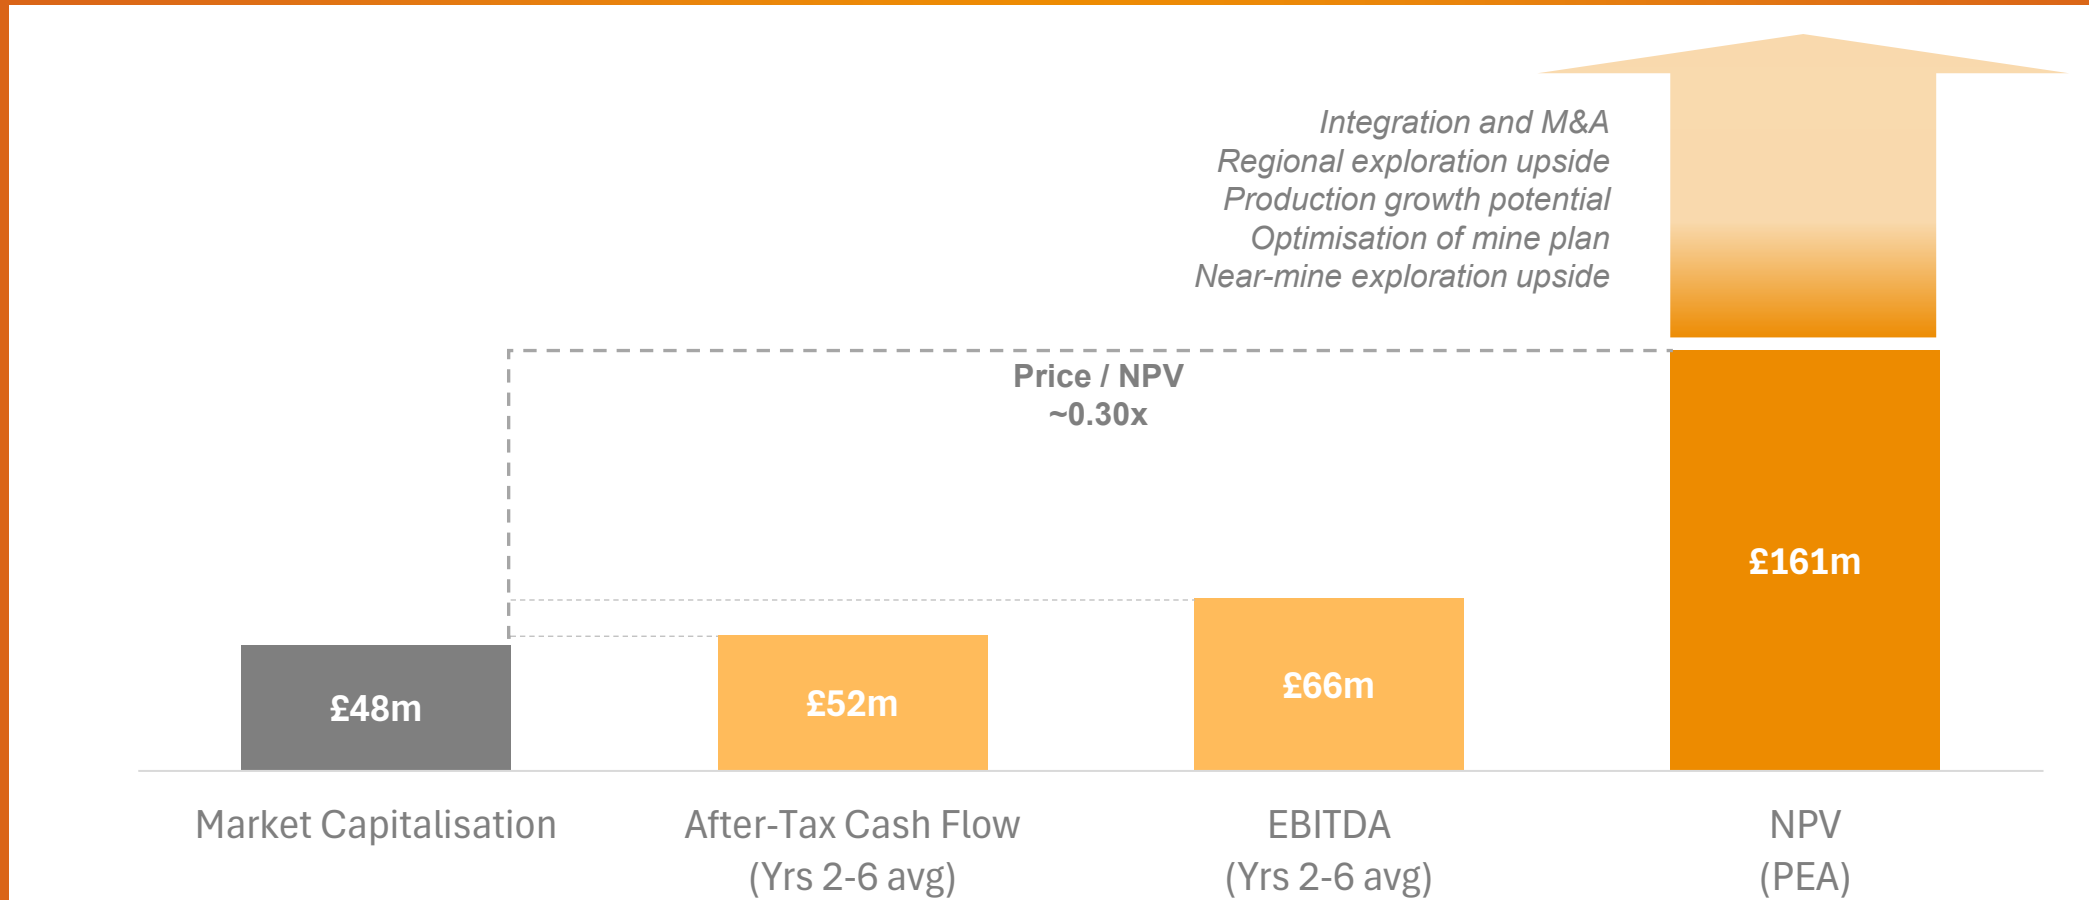 Integration and M&A
Regional exploration upside
Production growth potential
Optimisation of mine plan
Near-mine exploration upside
Price / NPV
~0.30x
£161m
£66m
£52m
£48m
Market Capitalisation
After-Tax Cash Flow
(Yrs 2-6 avg)
EBITDA
(Yrs 2-6 avg)
NPV
(PEA)